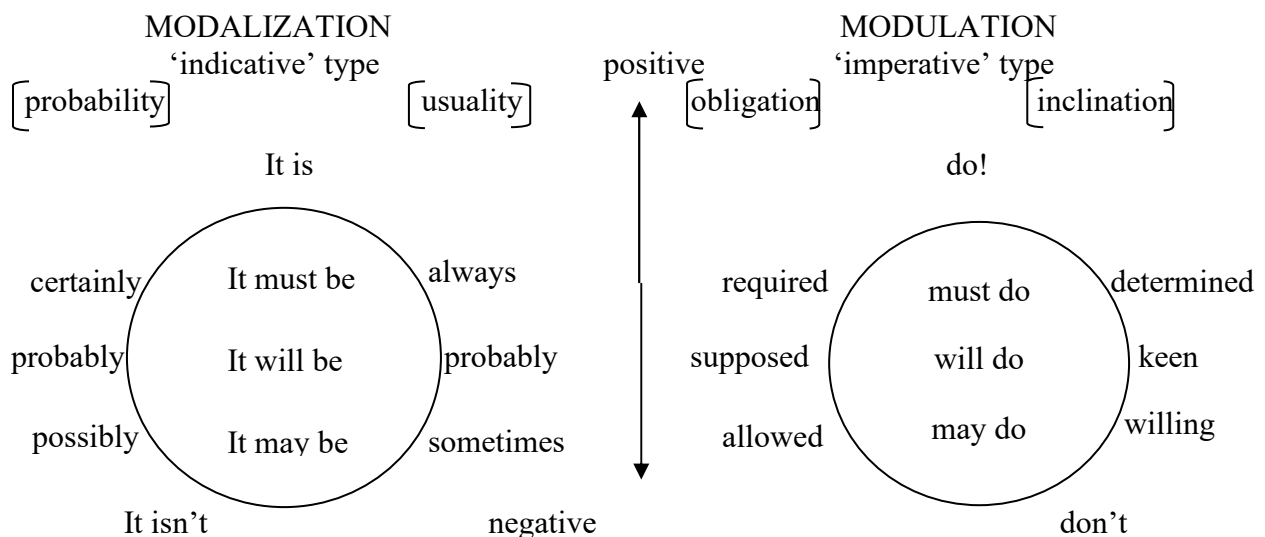 MODALIZATION MODULATION
‘indicative’ type positive ‘imperative’ type
probability usuality obligation inclination
It is do!
certainly It must be always required must do determined
probably It will be probably supposed will do keen
possibly It may be sometimes allowed may do willing
It isn’t negative don’t